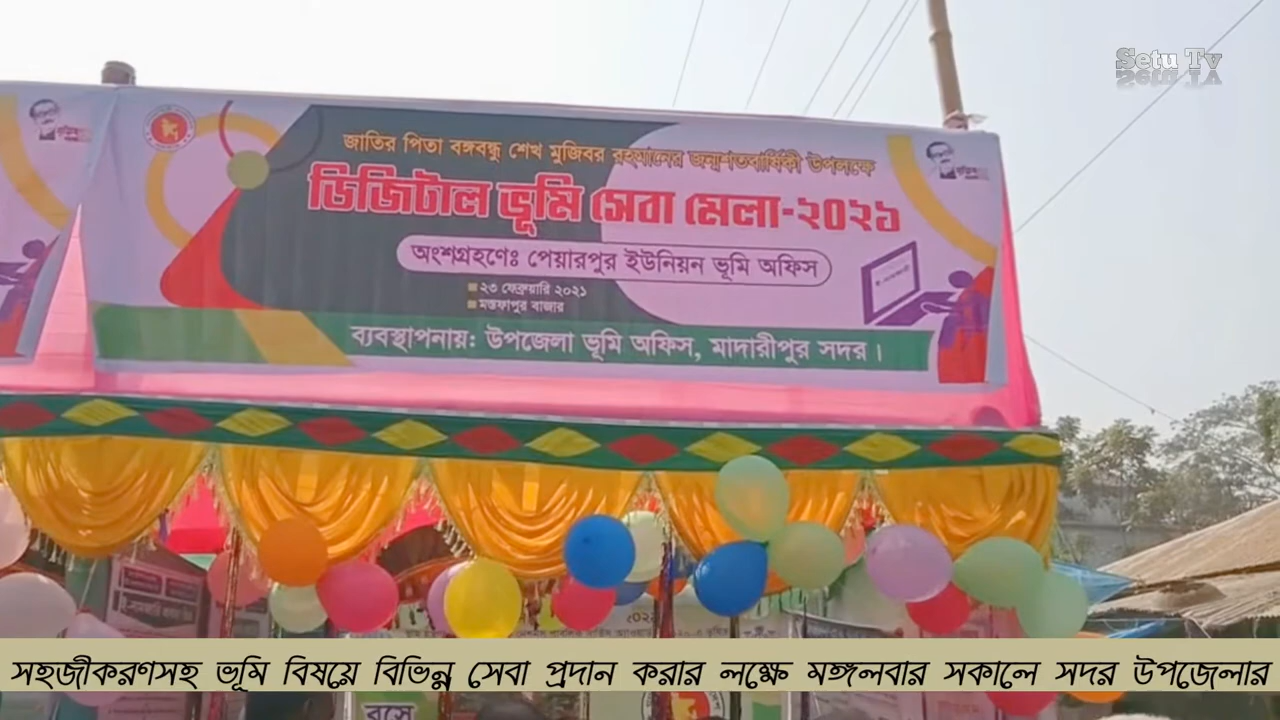 Setu Tv
জাতির পিতা বঙ্গবন্ধু শেখ মুজিবর রহমানের জন্মশতবার্ষিকী উপলক্ষে
ডিজিটাল ভূমি সেবা মেলা-২০২১
অংশগ্রহণেঃ পেয়ারপুর ইউনিয়ন ভূমি অফিস
২৩ ফেব্রুয়ারি ২০২১
মস্তফাপুর বাজার
ব্যবস্থাপনায়: উপজেলা ভূমি অফিস, মাদারীপুর সদর।
সহজীকরণসহ ভূমি বিষয়ে বিভিন্ন সেবা প্রদান করার লক্ষে মঙ্গলবার সকালে সদর উপজেলার